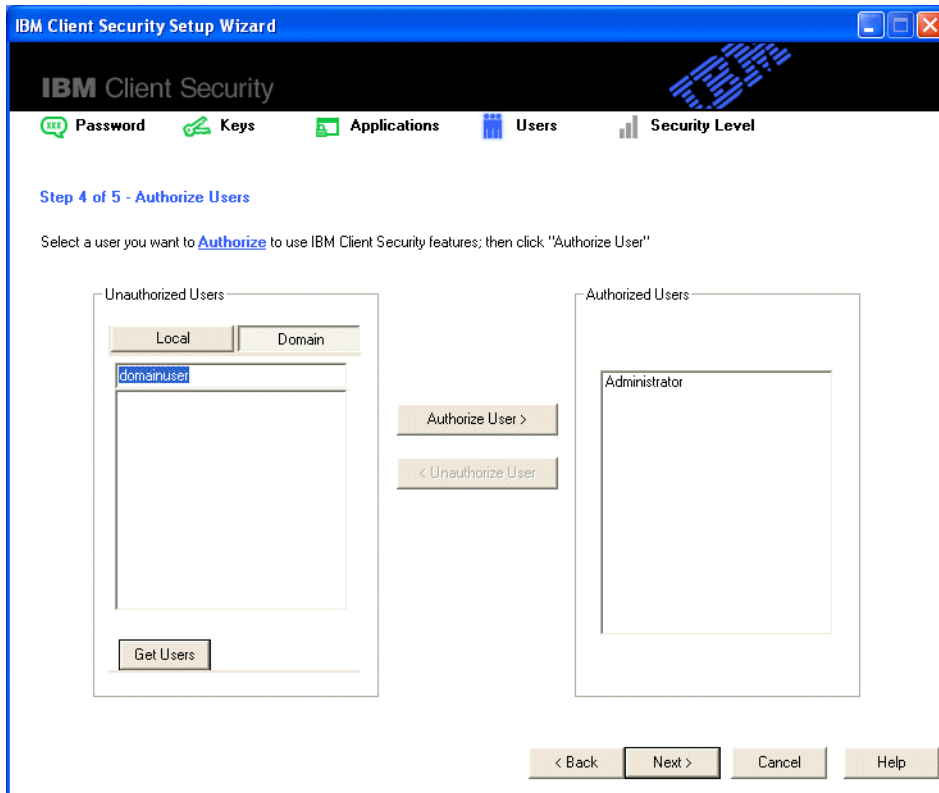 IBM Client Security Setup Wizard
IBM Client Security
IBM
Password Keys Applications Users Security Level
Step 4 of 5 - Authorize Users
Select a user you want to Authorize to use IBM Client Security features; then click "Authorize User"
Unauthorized Users
Local Domain
domainuser
Get Users
Authorize User >
< Unauthorize User
Authorized Users
Administrator
< Back Next > Cancel Help